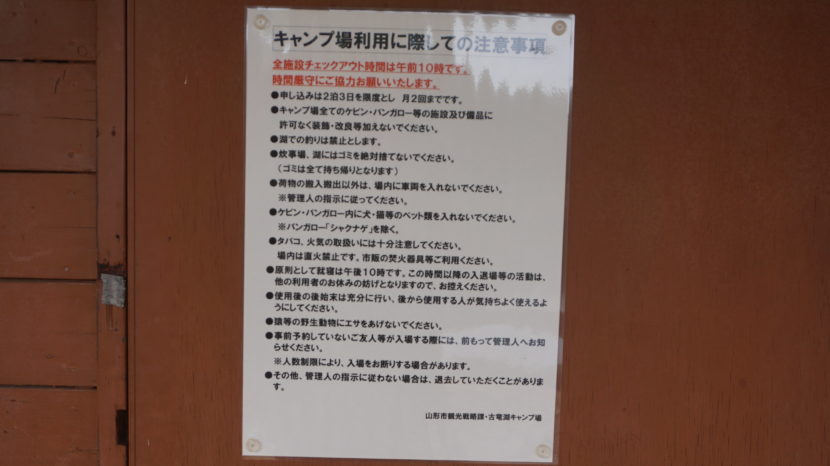 キャンプ場利用に際しての注意事項
全施設チェックアウト時間は午前10時です。
時間厳守にご協力お願いいたします。
●申し込みは2泊3日を限度とし 月2回までです。
●キャンプ場全てのケビン・バンガロー等の施設及び備品に
許可なく装飾・改良等加えないでください。
●湖での釣りは禁止とします。
●炊事場、湖にはゴミを絶対捨てないでください。
(ゴミは全て持ち帰りとなります)
●荷物の搬入搬出以外は、場内に車両を入れないでください。
※管理人の指示に従ってください。
●ケビン・バンガロー内に犬・猫等のペット類を入れないでください。
※バンガロー「シャクナゲ」を除く。
●タバコ、火気の取扱いには十分注意してください。
場内は直火禁止です。市販の焚火器具等ご利用ください。
●原則として就寝は午後10時です。この時間以降の入退場等の活動は、
他の利用者のお休みの妨げとなりますので、お控えください。
●使用後の後始末は充分に行い、後から使用する人が気持ちよく使えるよ
うにしてください。
●猿等の野生動物にエサをあげないでください。
●事前予約していないご友人等が入場する際には、前もって管理人へお知
らせください。
※人数制限により、入場をお断りする場合があります。
●その他、管理人の指示に従わない場合は、退去していただくことがありま
す。
山形市観光戦略課・古竜湖キャンプ場